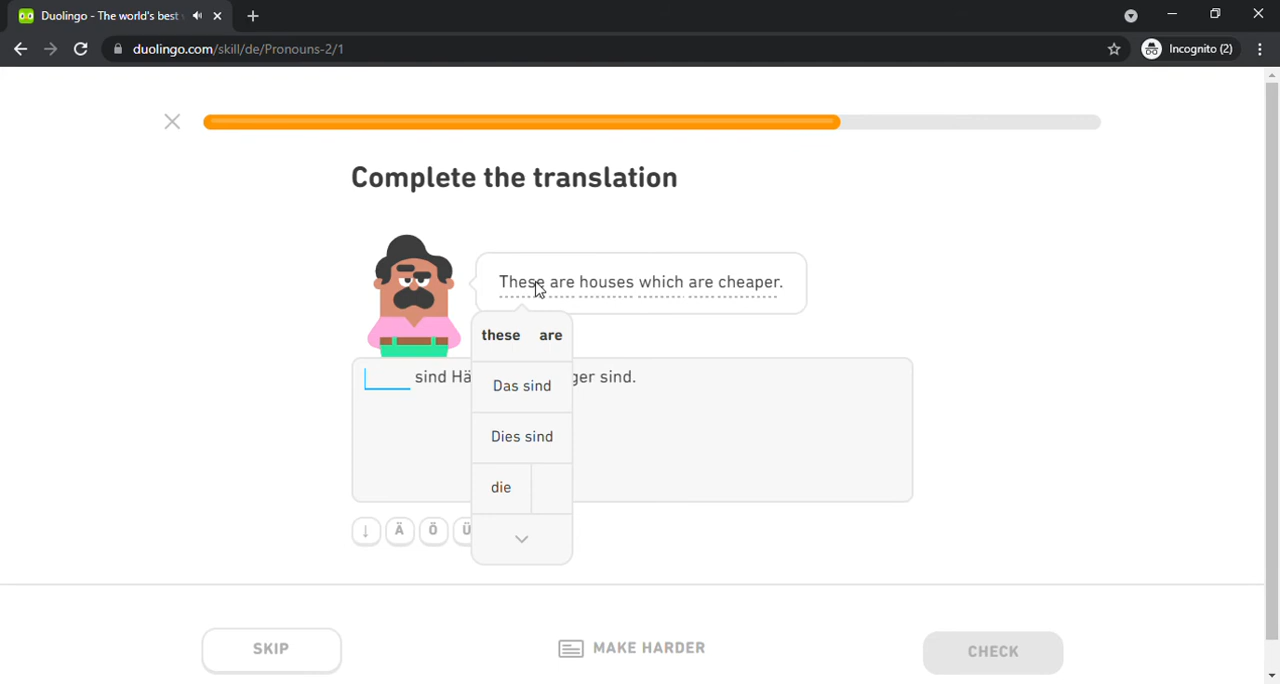 Duolingo - The world's best
duolingo.com/skill/de/Pronouns-2/1
Incognito (2)
Complete the translation
These are houses which are cheaper.
these are
sind Hä ger sind.
Das sind
Dies sind
die
↓ Ä Ö Ü
SKIP
MAKE HARDER
CHECK